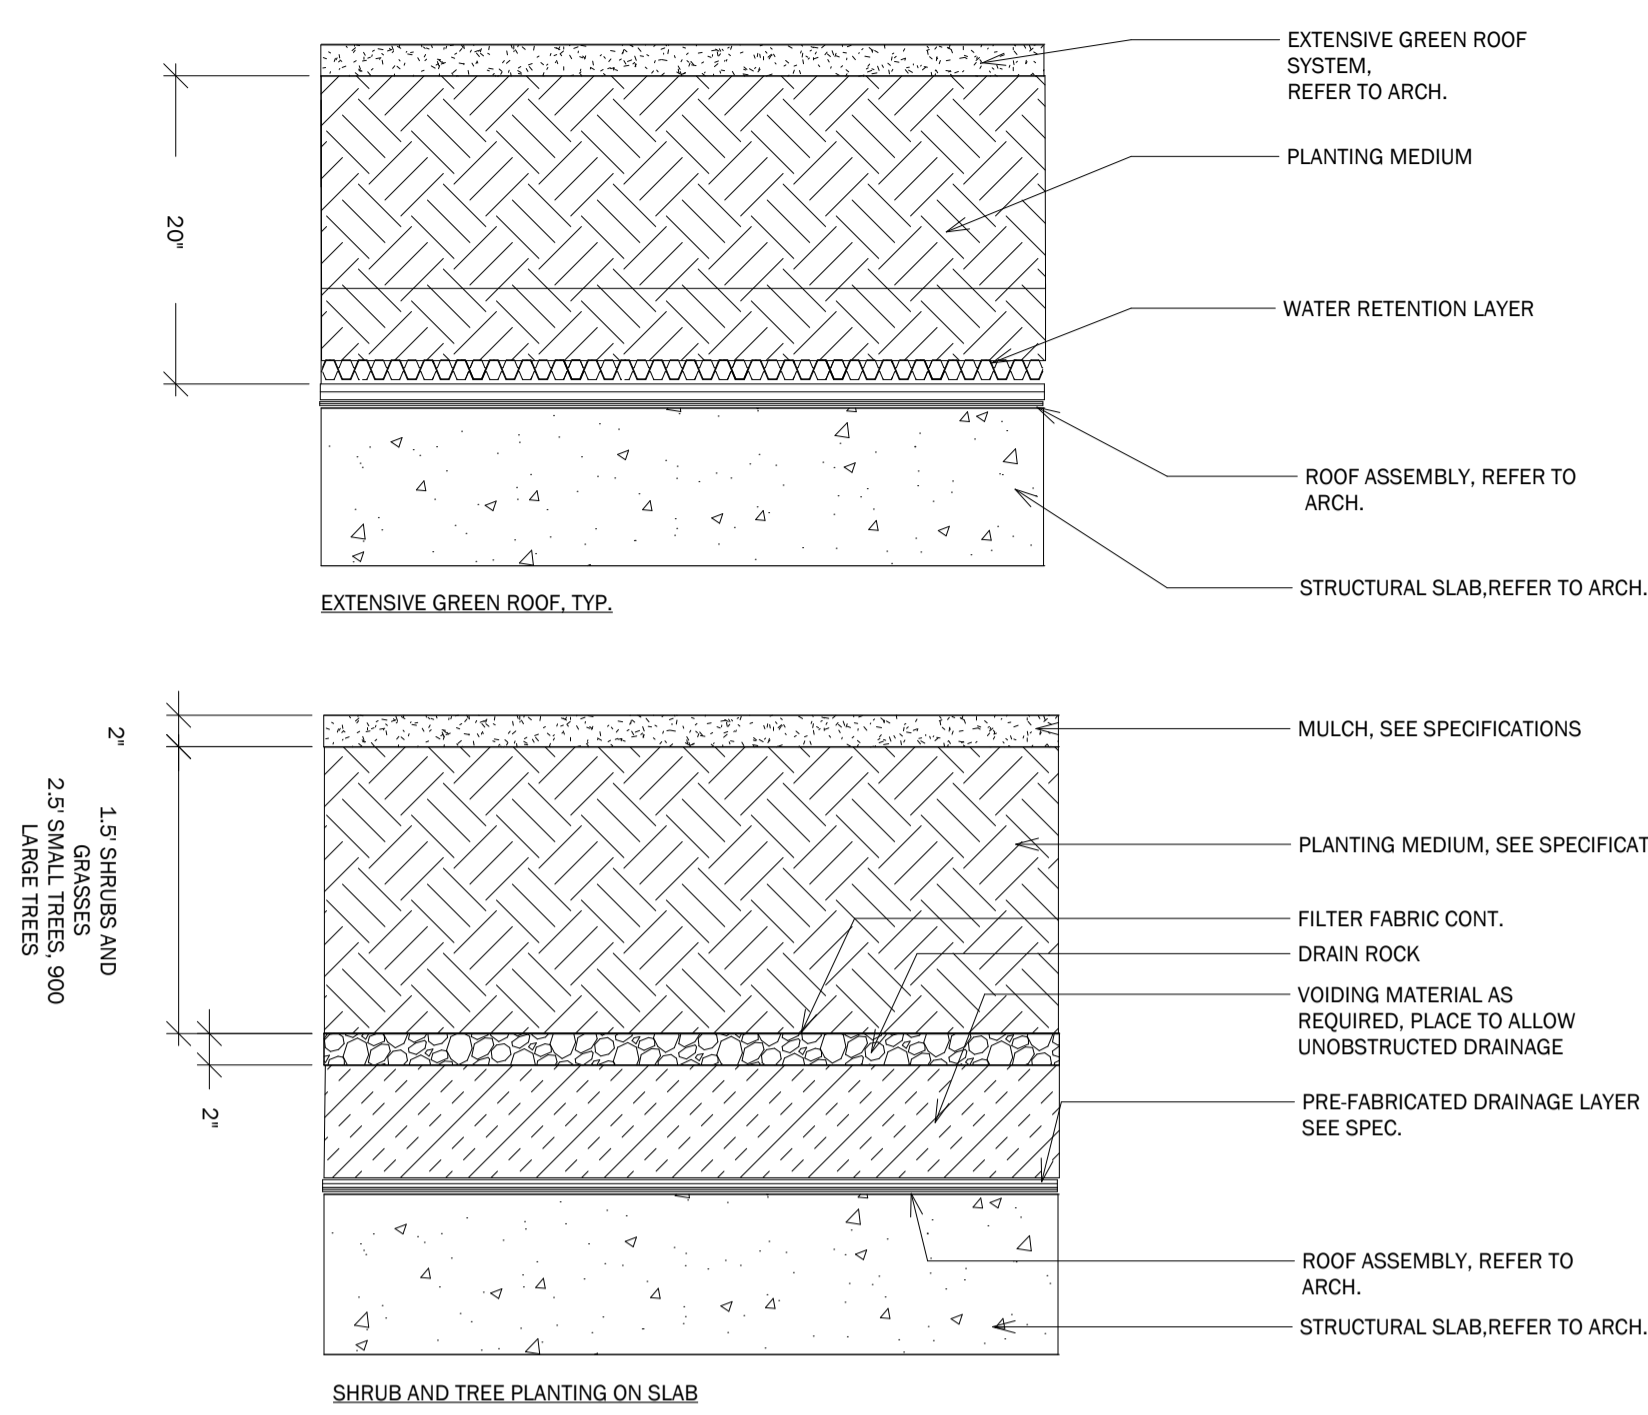 EXTENSIVE GREEN ROOF
SYSTEM,
REFER TO ARCH.
PLANTING MEDIUM
20"
WATER RETENTION LAYER
ROOF ASSEMBLY, REFER TO
ARCH.
STRUCTURAL SLAB,REFER TO ARCH.
EXTENSIVE GREEN ROOF, TYP.
2"
MULCH, SEE SPECIFICATIONS
1.5' SHRUBS AND
GRASSES
2.5' SMALL TREES, 900
LARGE TREES
PLANTING MEDIUM, SEE SPECIFICAT
FILTER FABRIC CONT.
DRAIN ROCK
VOIDING MATERIAL AS
REQUIRED, PLACE TO ALLOW
UNOBSTRUCTED DRAINAGE
2"
PRE-FABRICATED DRAINAGE LAYER
SEE SPEC.
ROOF ASSEMBLY, REFER TO
ARCH.
STRUCTURAL SLAB,REFER TO ARCH.
SHRUB AND TREE PLANTING ON SLAB